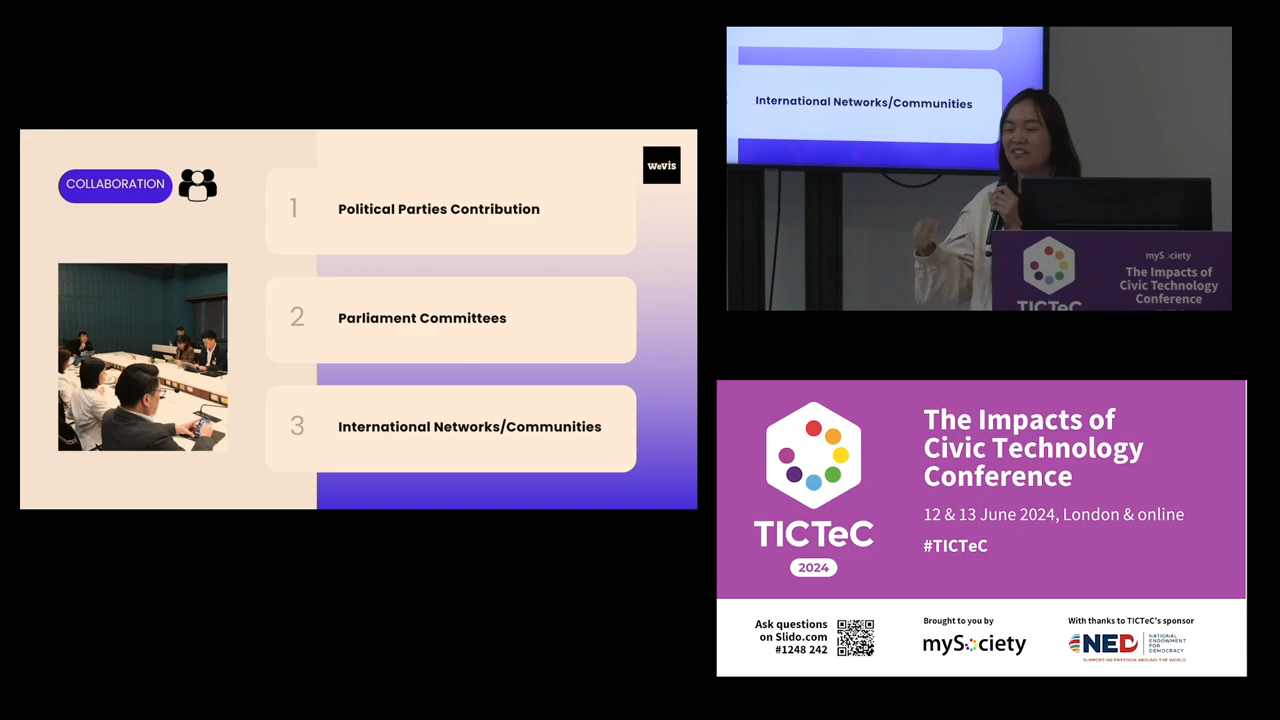 COLLABORATION
WeVis
1
Political Parties Contribution
2
Parliament Committees
3
International Networks/Communities
International Networks/Communities
TICTeC
mySociety
The Impacts of
Civic Technology
Conference
TICTeC
2024
The Impacts of
Civic Technology
Conference
12 & 13 June 2024, London & online
#TICTeC
Ask questions
on Slido.com
#1248 242
Brought to you by
mySociety
With thanks to TICTeC's sponsor
NED
NATIONAL
ENDOWMENT
FOR
DEMOCRACY
SUPPORTING FREEDOM AROUND THE WORLD